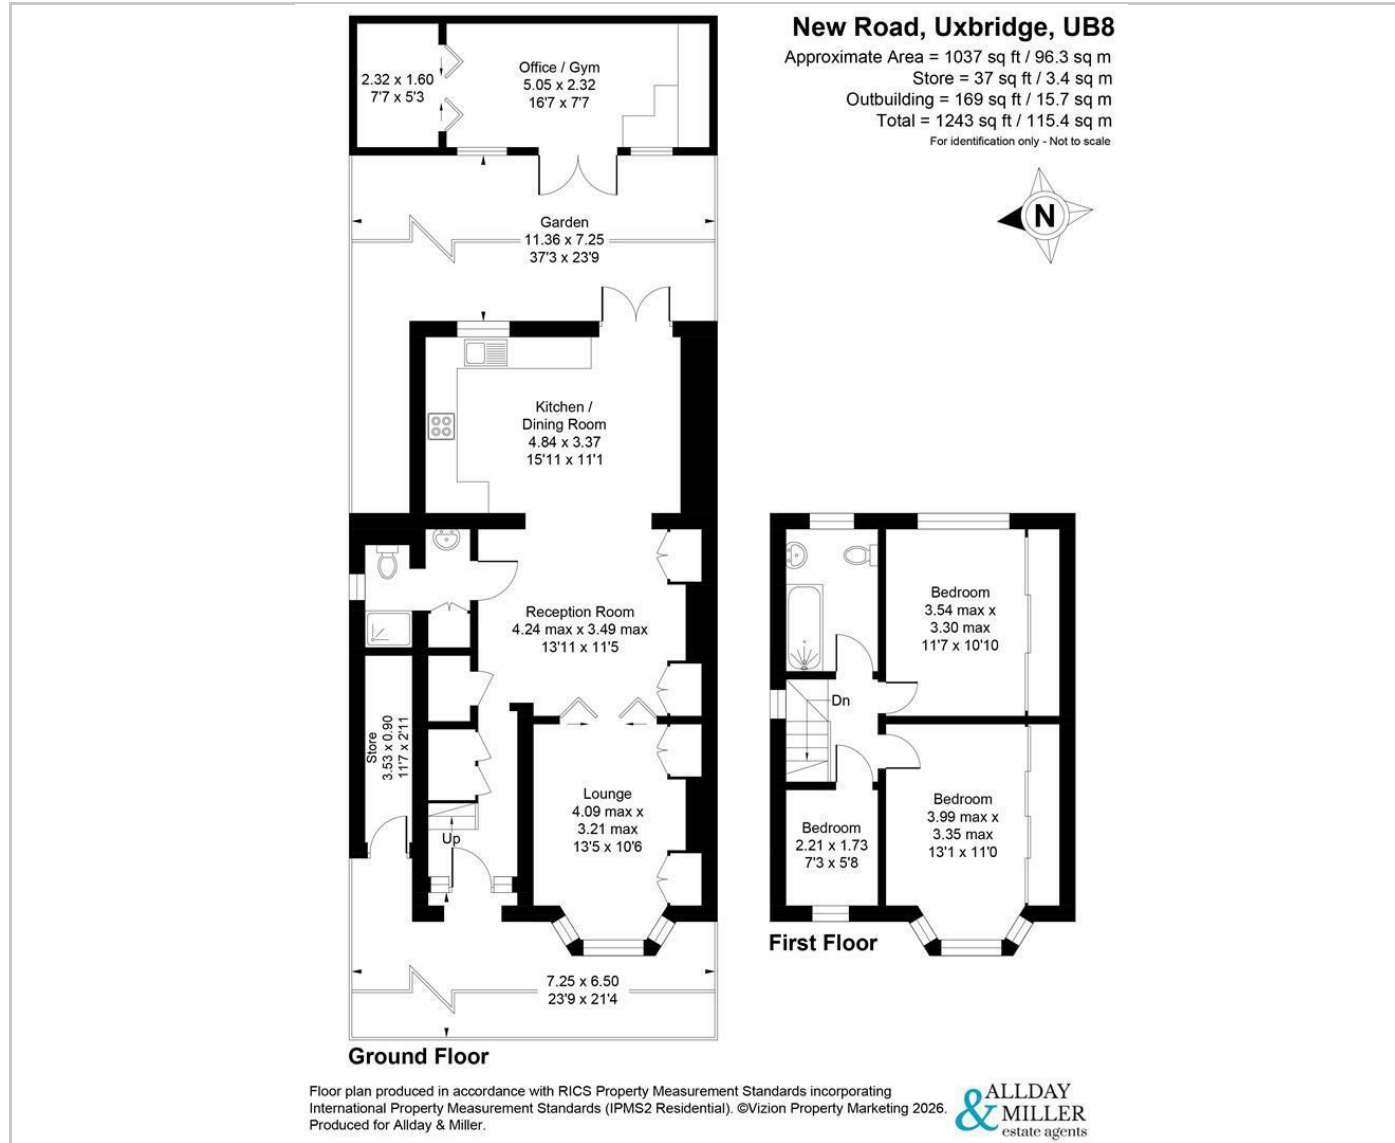 New Road, Uxbridge, UB8
Approximate Area = 1037 sq ft / 96.3 sq m
Store = 37 sq ft / 3.4 sq m
Outbuilding = 169 sq ft / 15.7 sq m
Total = 1243 sq ft / 115.4 sq m
For identification only - Not to scale
N
2.32 x 1.60
7'7 x 5'3
Office / Gym
5.05 x 2.32
16'7 x 7'7
Garden
11.36 x 7.25
37'3 x 23'9
Kitchen /
Dining Room
4.84 x 3.37
15'11 x 11'1
Reception Room
4.24 max x 3.49 max
13'11 x 11'5
Store
3.53 x 0.90
11'7 x 2'11
Up
Lounge
4.09 max x
3.21 max
13'5 x 10'6
7.25 x 6.50
23'9 x 21'4
Ground Floor
Bedroom
3.54 max x
3.30 max
11'7 x 10'10
Dn
Bedroom
2.21 x 1.73
7'3 x 5'8
Bedroom
3.99 max x
3.35 max
13'1 x 11'0
First Floor
Floor plan produced in accordance with RICS Property Measurement Standards incorporating
International Property Measurement Standards (IPMS2 Residential). ©Vizion Property Marketing 2026.
Produced for Allday & Miller.
ALLDAY
& MILLER
estate agents